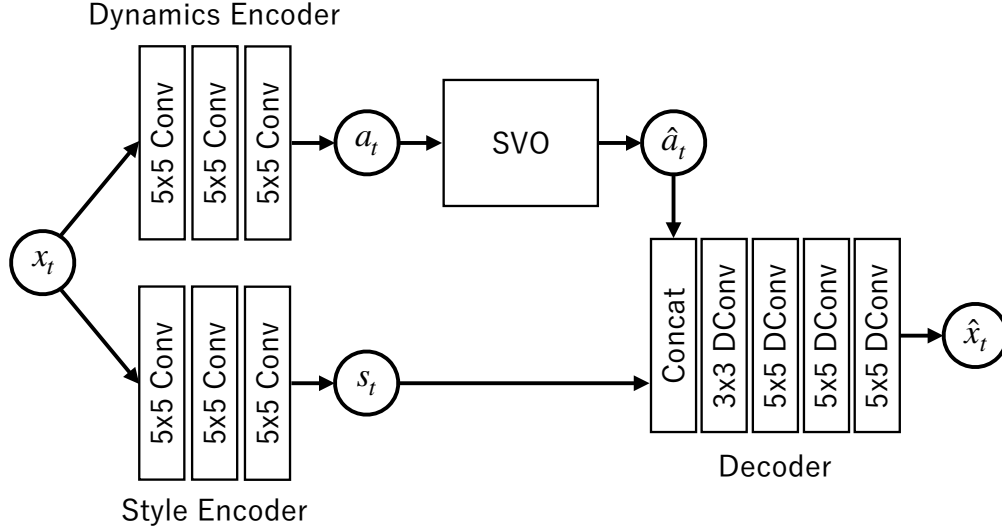 Dynamics Encoder
5x5 Conv
5x5 Conv
5x5 Conv
a_t
SVO
â_t
x_t
5x5 Conv
5x5 Conv
5x5 Conv
s_t
Style Encoder
Concat
3x3 DConv
5x5 DConv
5x5 DConv
5x5 DConv
x̂_t
Decoder